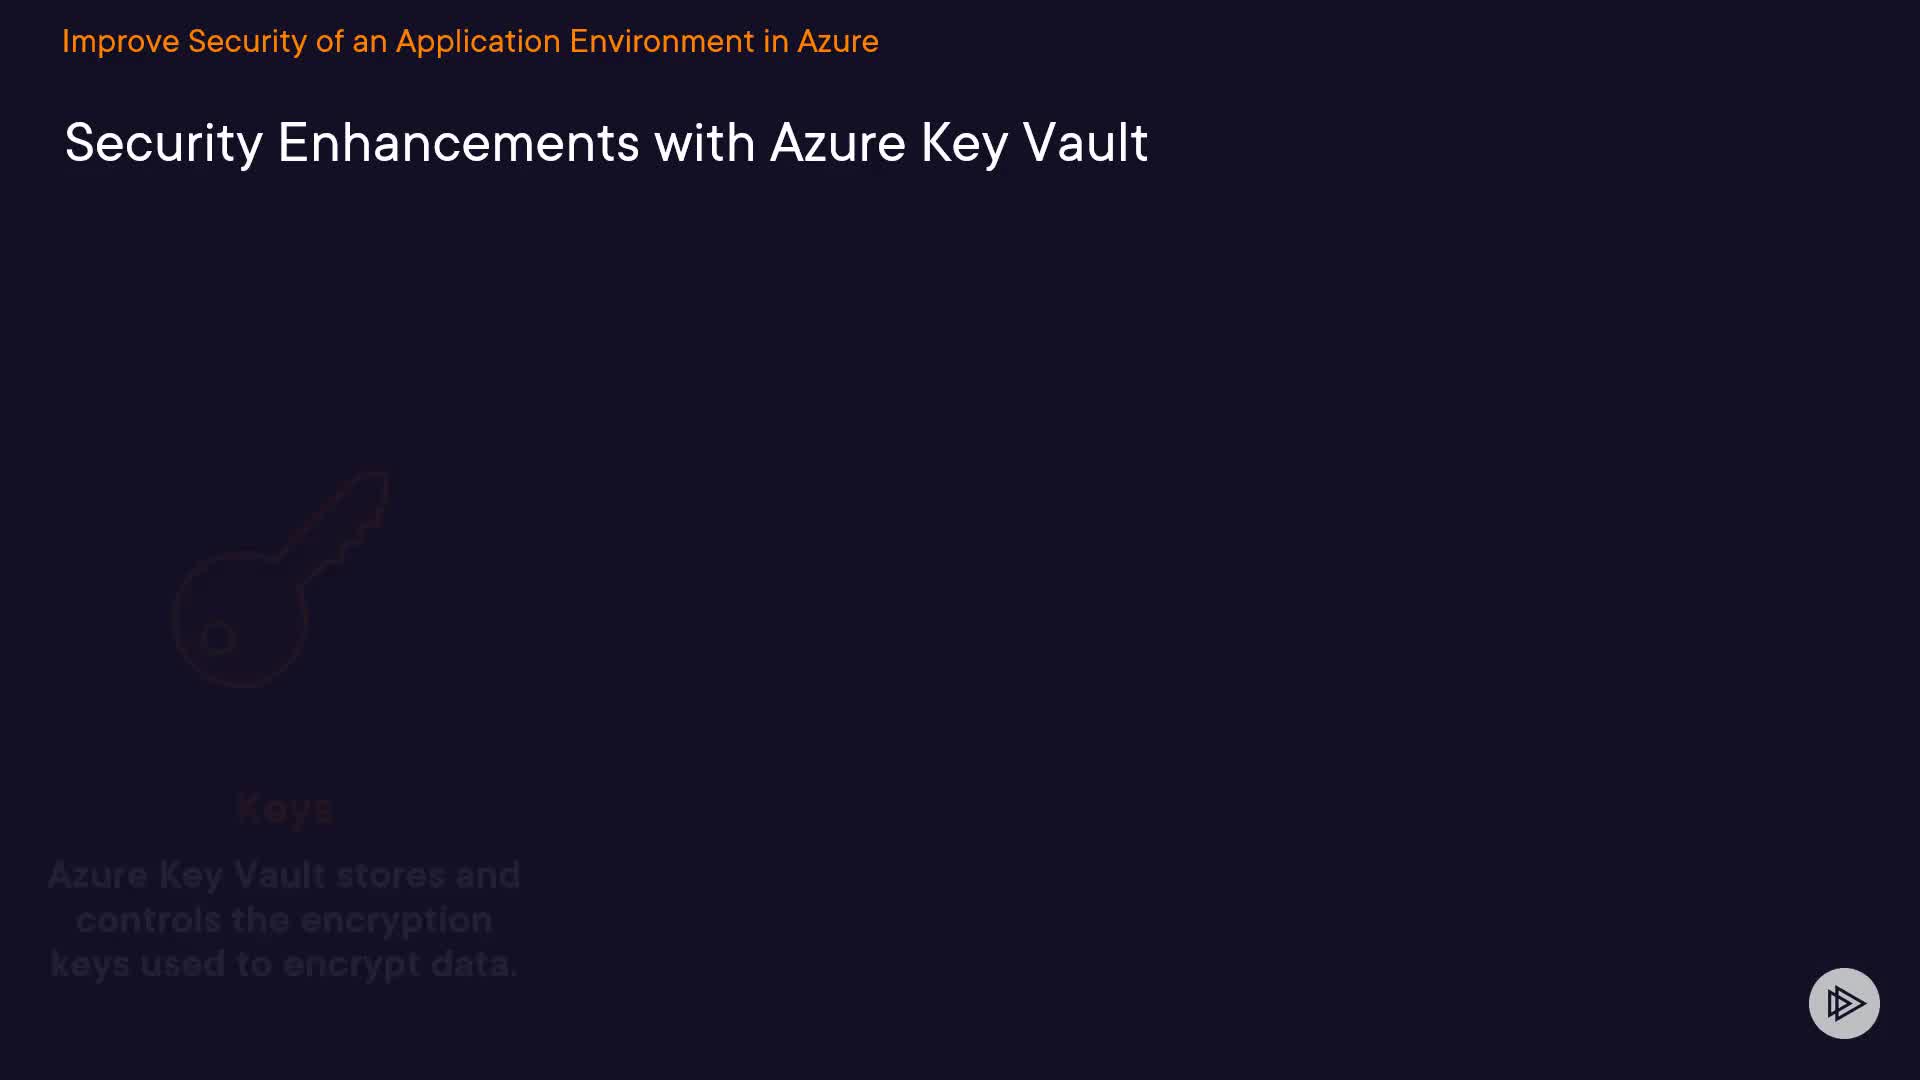 Improve Security of an Application Environment in Azure
Security Enhancements with Azure Key Vault
Keys
Azure Key Vault stores and
controls the encryption
keys used to encrypt data.